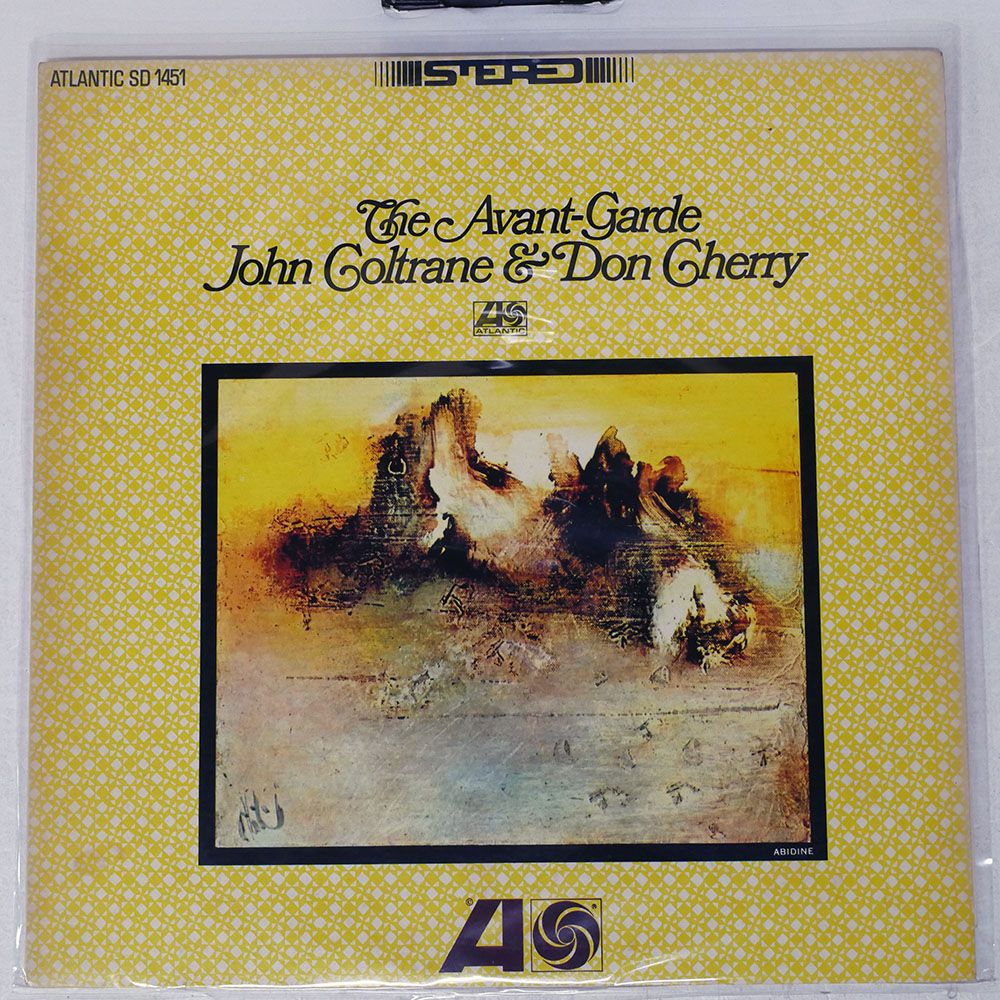 ATLANTIC SD 1451
STEREO
The Avant-Garde
John Coltrane & Don Cherry
ATLANTIC
ABIDINE
©
®